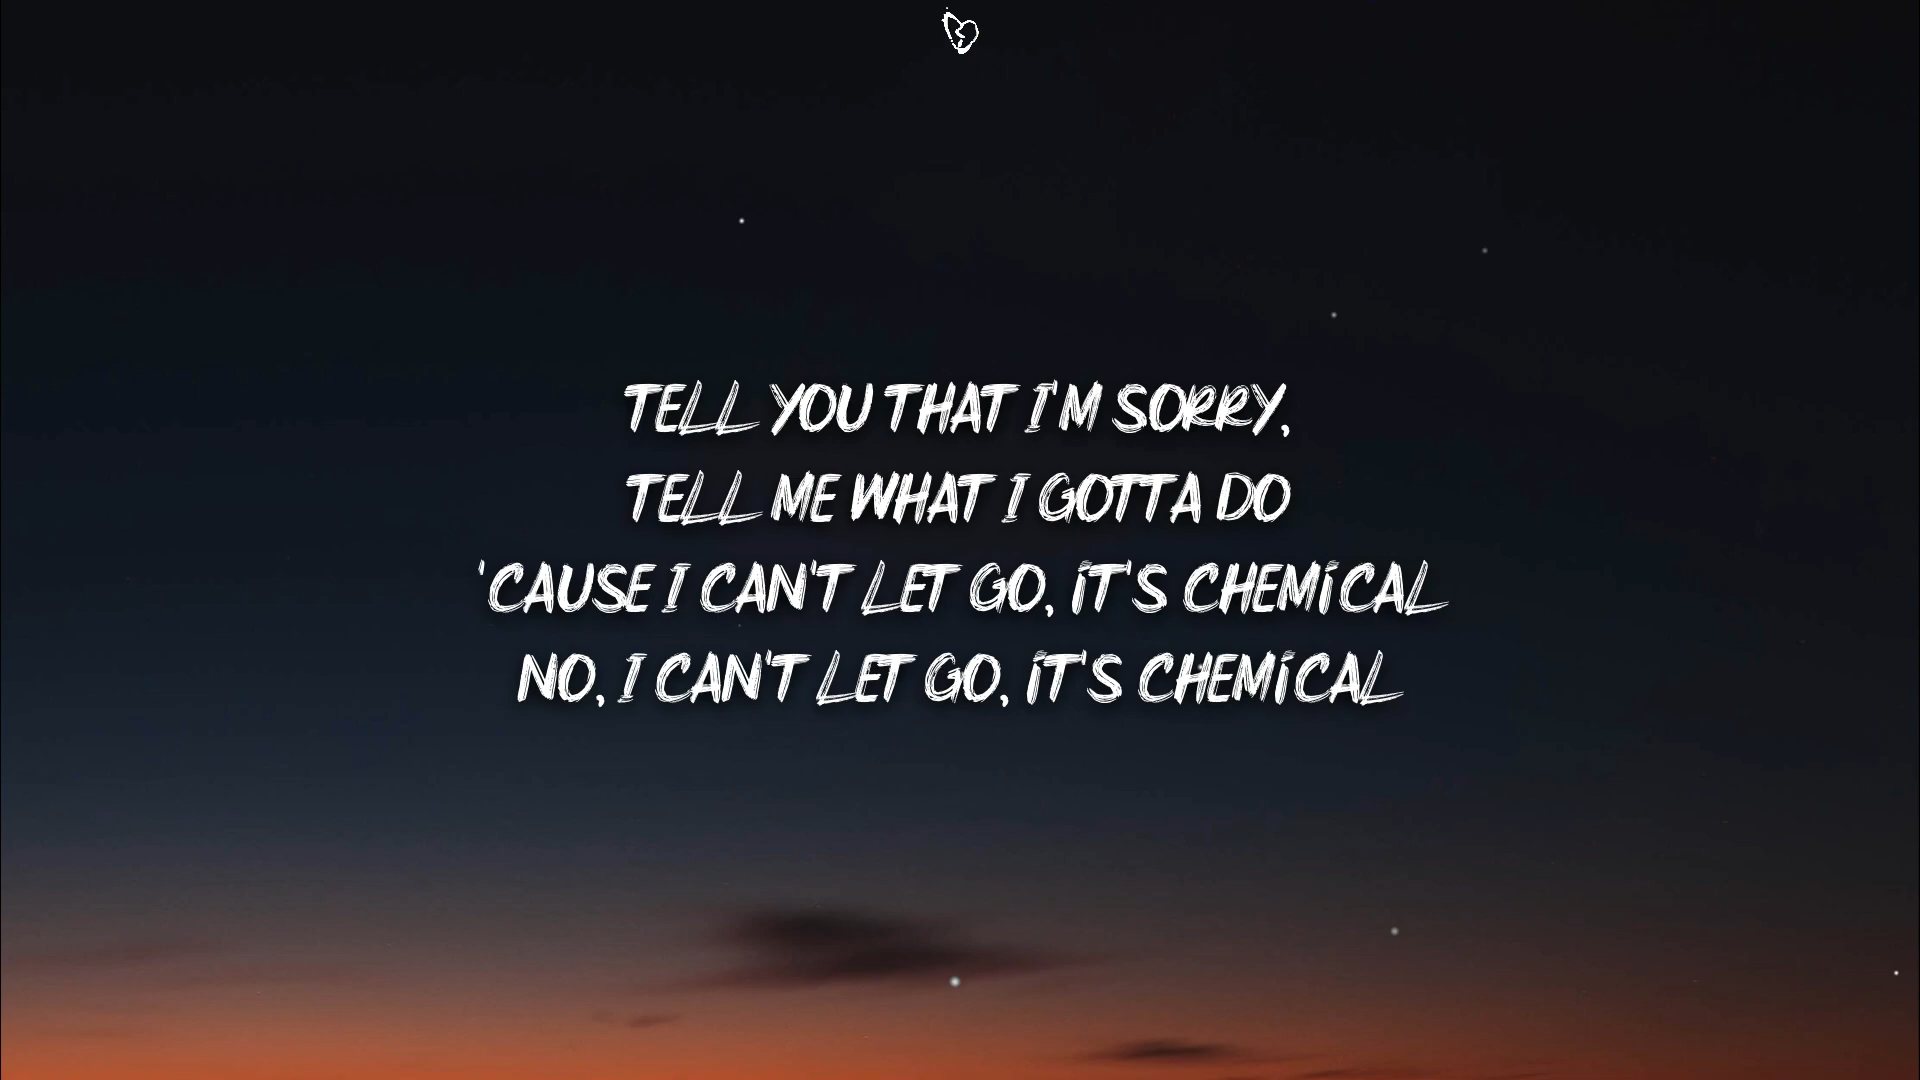 TELL YOU THAT I'M SORRY,
TELL ME WHAT I GOTTA DO
'CAUSE I CAN'T LET GO, IT'S CHEMICAL
NO, I CAN'T LET GO, IT'S CHEMICAL